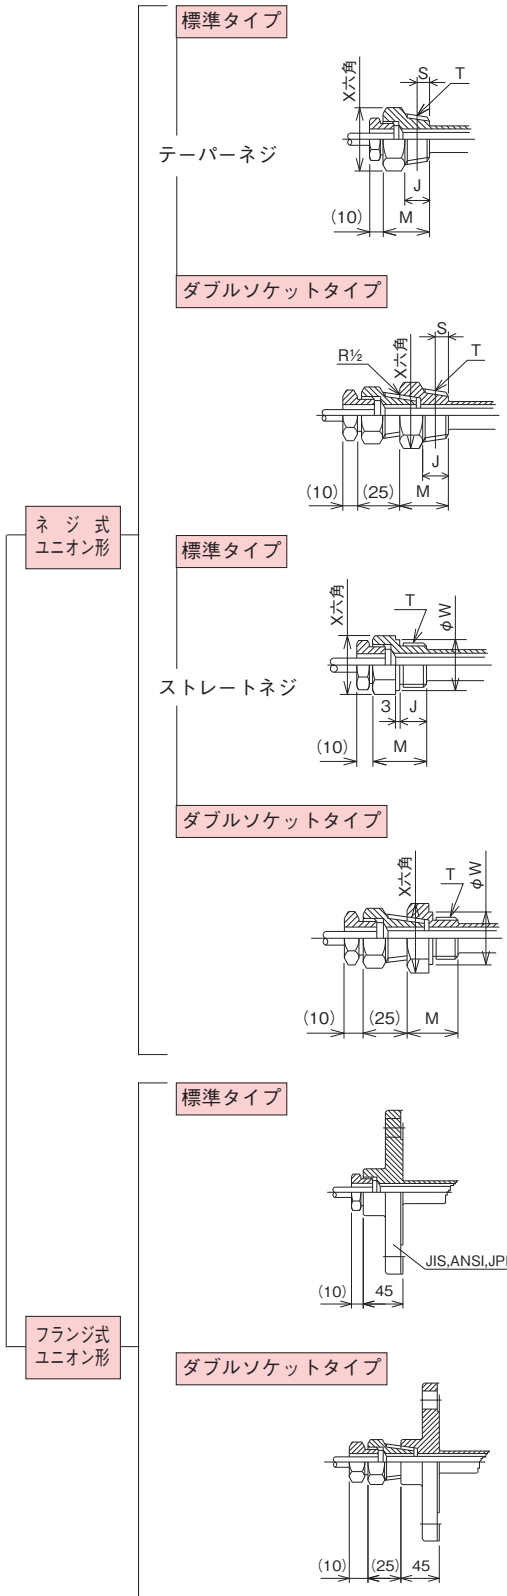 標準タイプ
X六角
S
T
テーパーネジ
J
(10)
M
ダブルソケットタイプ
R½
X六角
S
T
J
(10)
(25)
M
ネジ式
ユニオン形
標準タイプ
X六角
T
φW
ストレートネジ
3
J
(10)
M
ダブルソケットタイプ
X六角
T
φW
(10)
(25)
M
標準タイプ
JIS,ANSI,JPI
(10)
45
フランジ式
ユニオン形
ダブルソケットタイプ
(10)
(25)
45